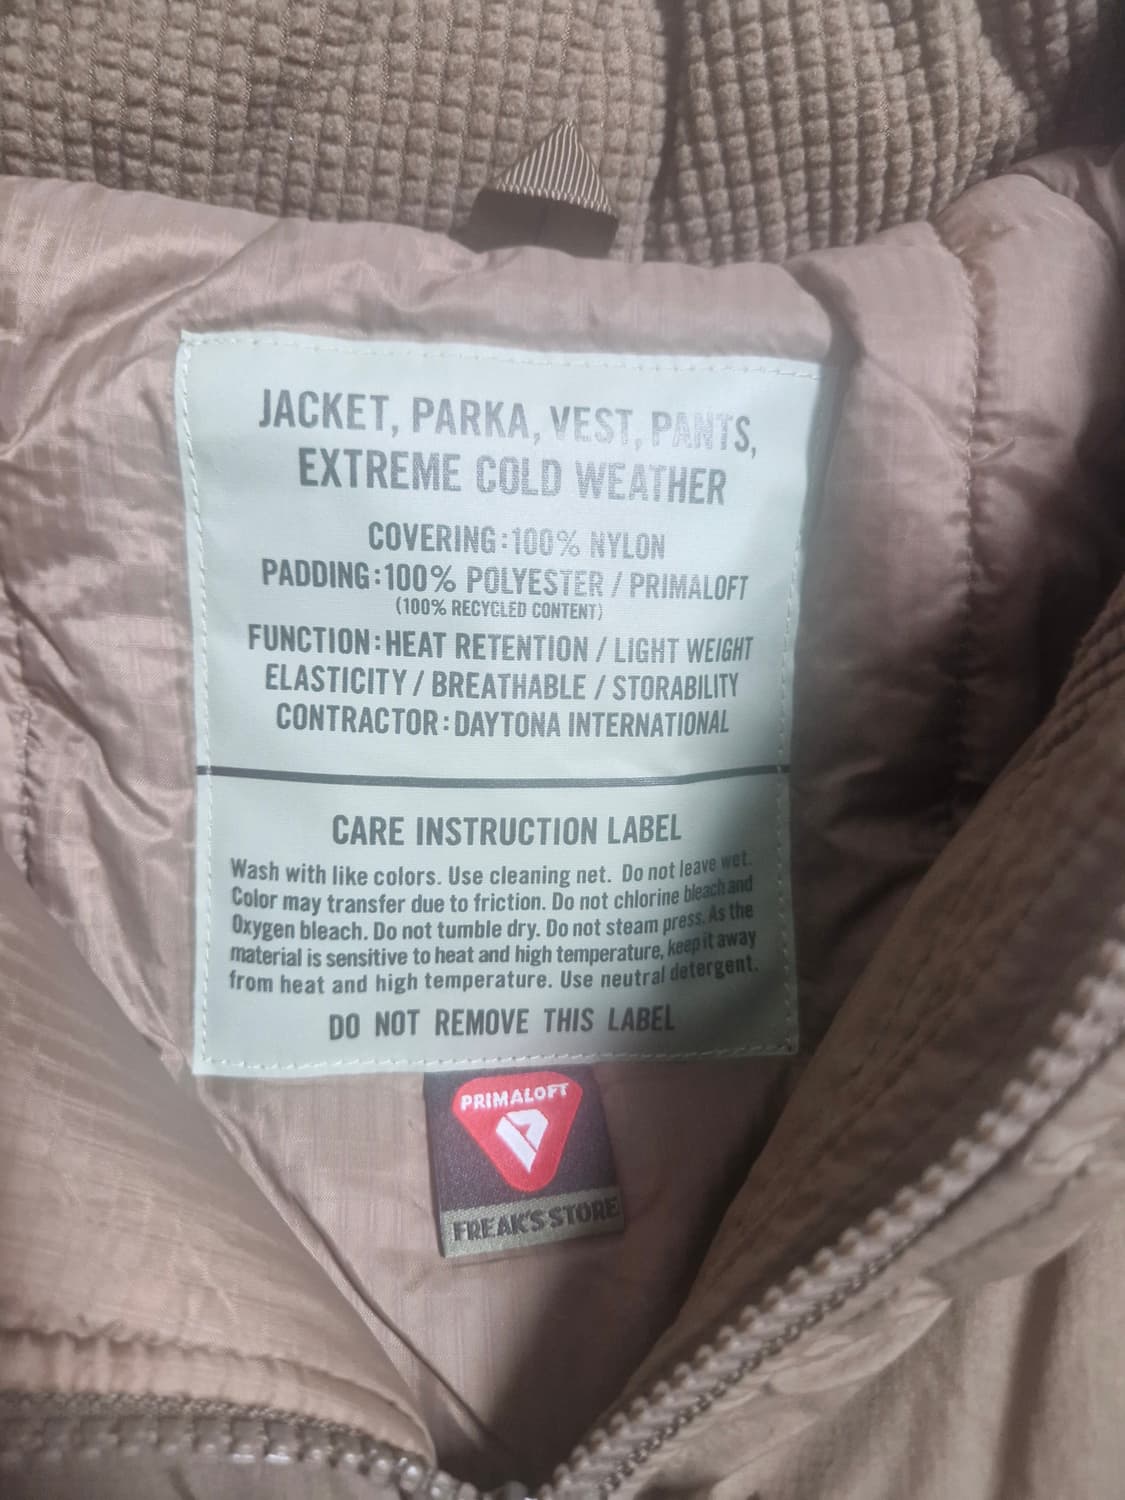 JACKET, PARKA, VEST, PANTS,
EXTREME COLD WEATHER
COVERING:100% NYLON
PADDING:100% POLYESTER / PRIMALOFT
(100% RECYCLED CONTENT)
FUNCTION:HEAT RETENTION / LIGHT WEIGHT
ELASTICITY / BREATHABLE / STORABILITY
CONTRACTOR:DAYTONA INTERNATIONAL
CARE INSTRUCTION LABEL
Wash with like colors. Use cleaning net. Do not leave wet.
Color may transfer due to friction. Do not chlorine bleach and
Oxygen bleach. Do not tumble dry. Do not steam press. As the
material is sensitive to heat and high temperature, keep it away
from heat and high temperature. Use neutral detergent.
DO NOT REMOVE THIS LABEL
PRIMALOFT
FREAK'S STORE